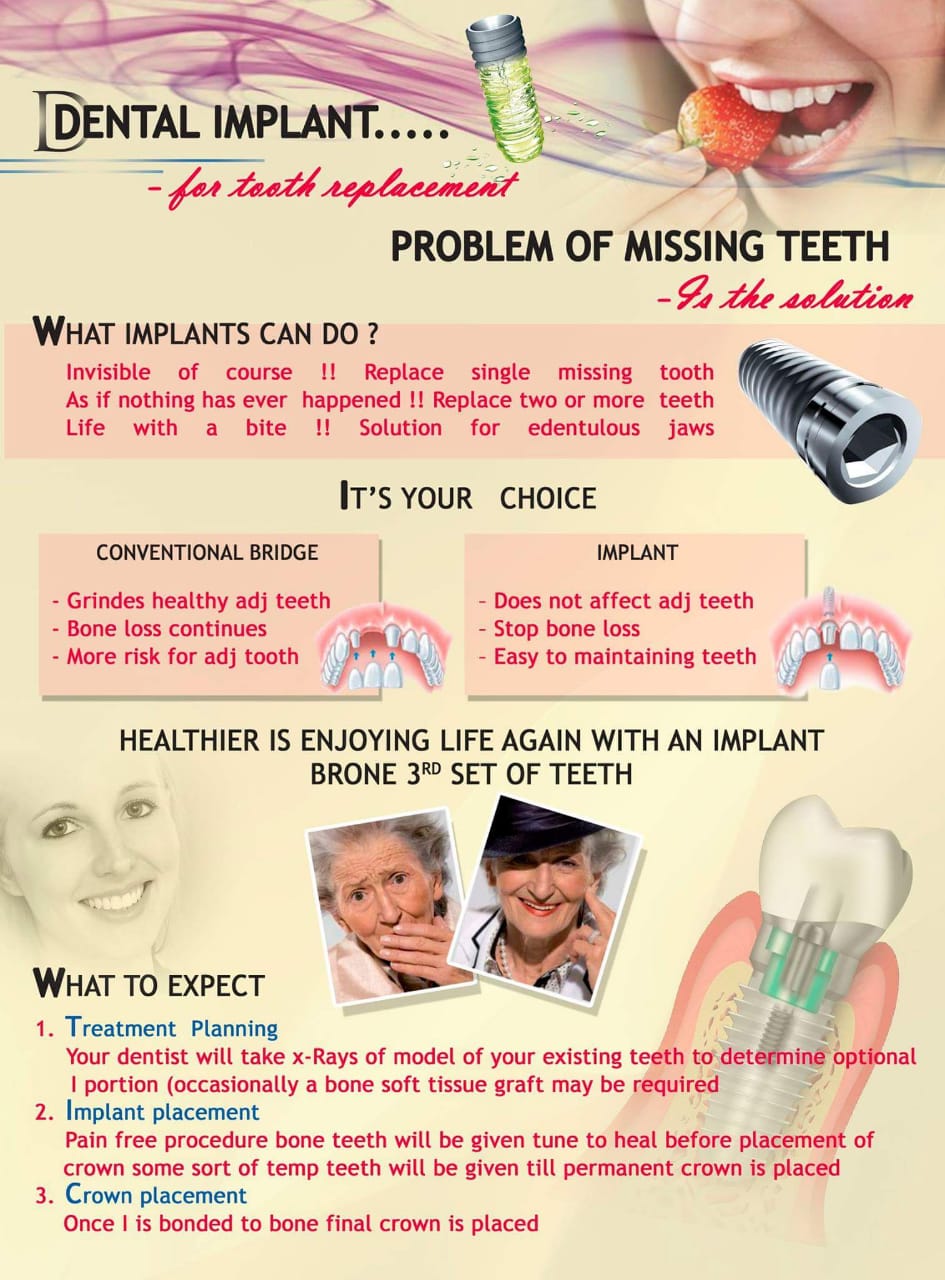 DENTAL IMPLANT.....
- for tooth replacement
PROBLEM OF MISSING TEETH
- Is the solution
WHAT IMPLANTS CAN DO ?
Invisible of course !! Replace single missing tooth
As if nothing has ever happened !! Replace two or more teeth
Life with a bite !! Solution for edentulous jaws
IT'S YOUR CHOICE
CONVENTIONAL BRIDGE
- Grindes healthy adj teeth
- Bone loss continues
- More risk for adj tooth
IMPLANT
- Does not affect adj teeth
- Stop bone loss
- Easy to maintaining teeth
HEALTHIER IS ENJOYING LIFE AGAIN WITH AN IMPLANT
BRONE 3RD SET OF TEETH
WHAT TO EXPECT
1. Treatment Planning
Your dentist will take x-Rays of model of your existing teeth to determine optional
I portion (occasionally a bone soft tissue graft may be required
2. Implant placement
Pain free procedure bone teeth will be given tune to heal before placement of
crown some sort of temp teeth will be given till permanent crown is placed
3. Crown placement
Once I is bonded to bone final crown is placed